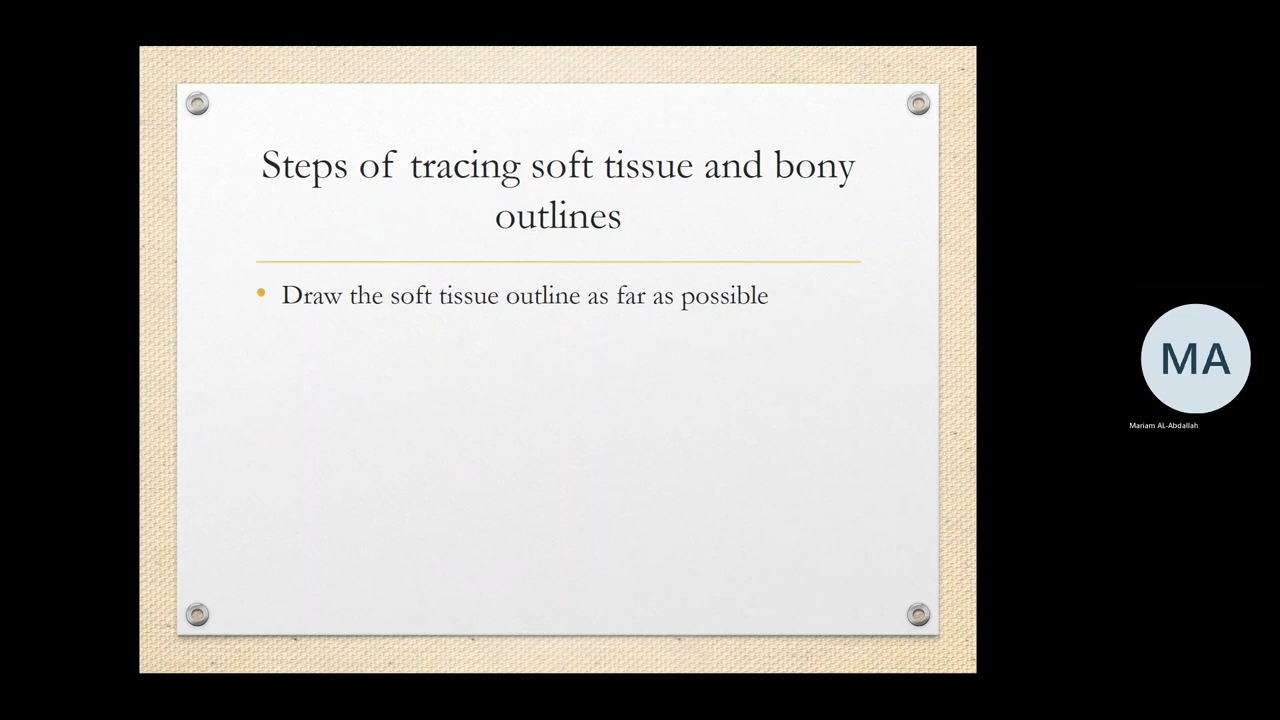 Steps of tracing soft tissue and bony
outlines
• Draw the soft tissue outline as far as possible
MA
Mariam AL-Abdallah